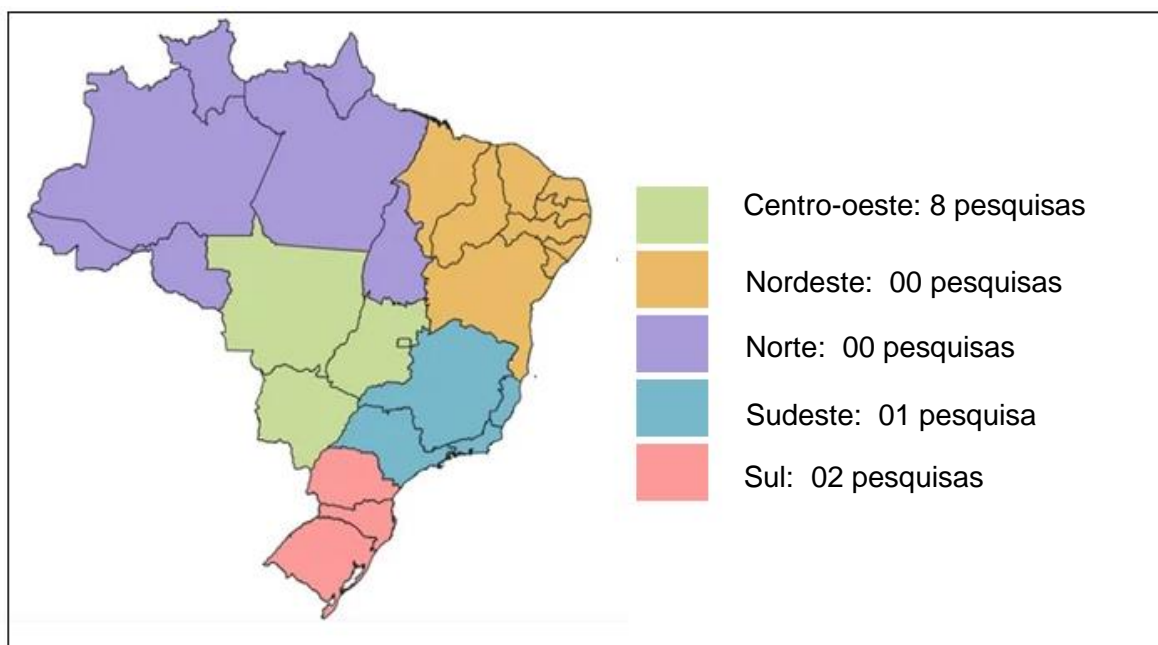 Centro-oeste: 8 pesquisas
Nordeste: 00 pesquisas
Norte: 00 pesquisas
Sudeste: 01 pesquisa
Sul: 02 pesquisas